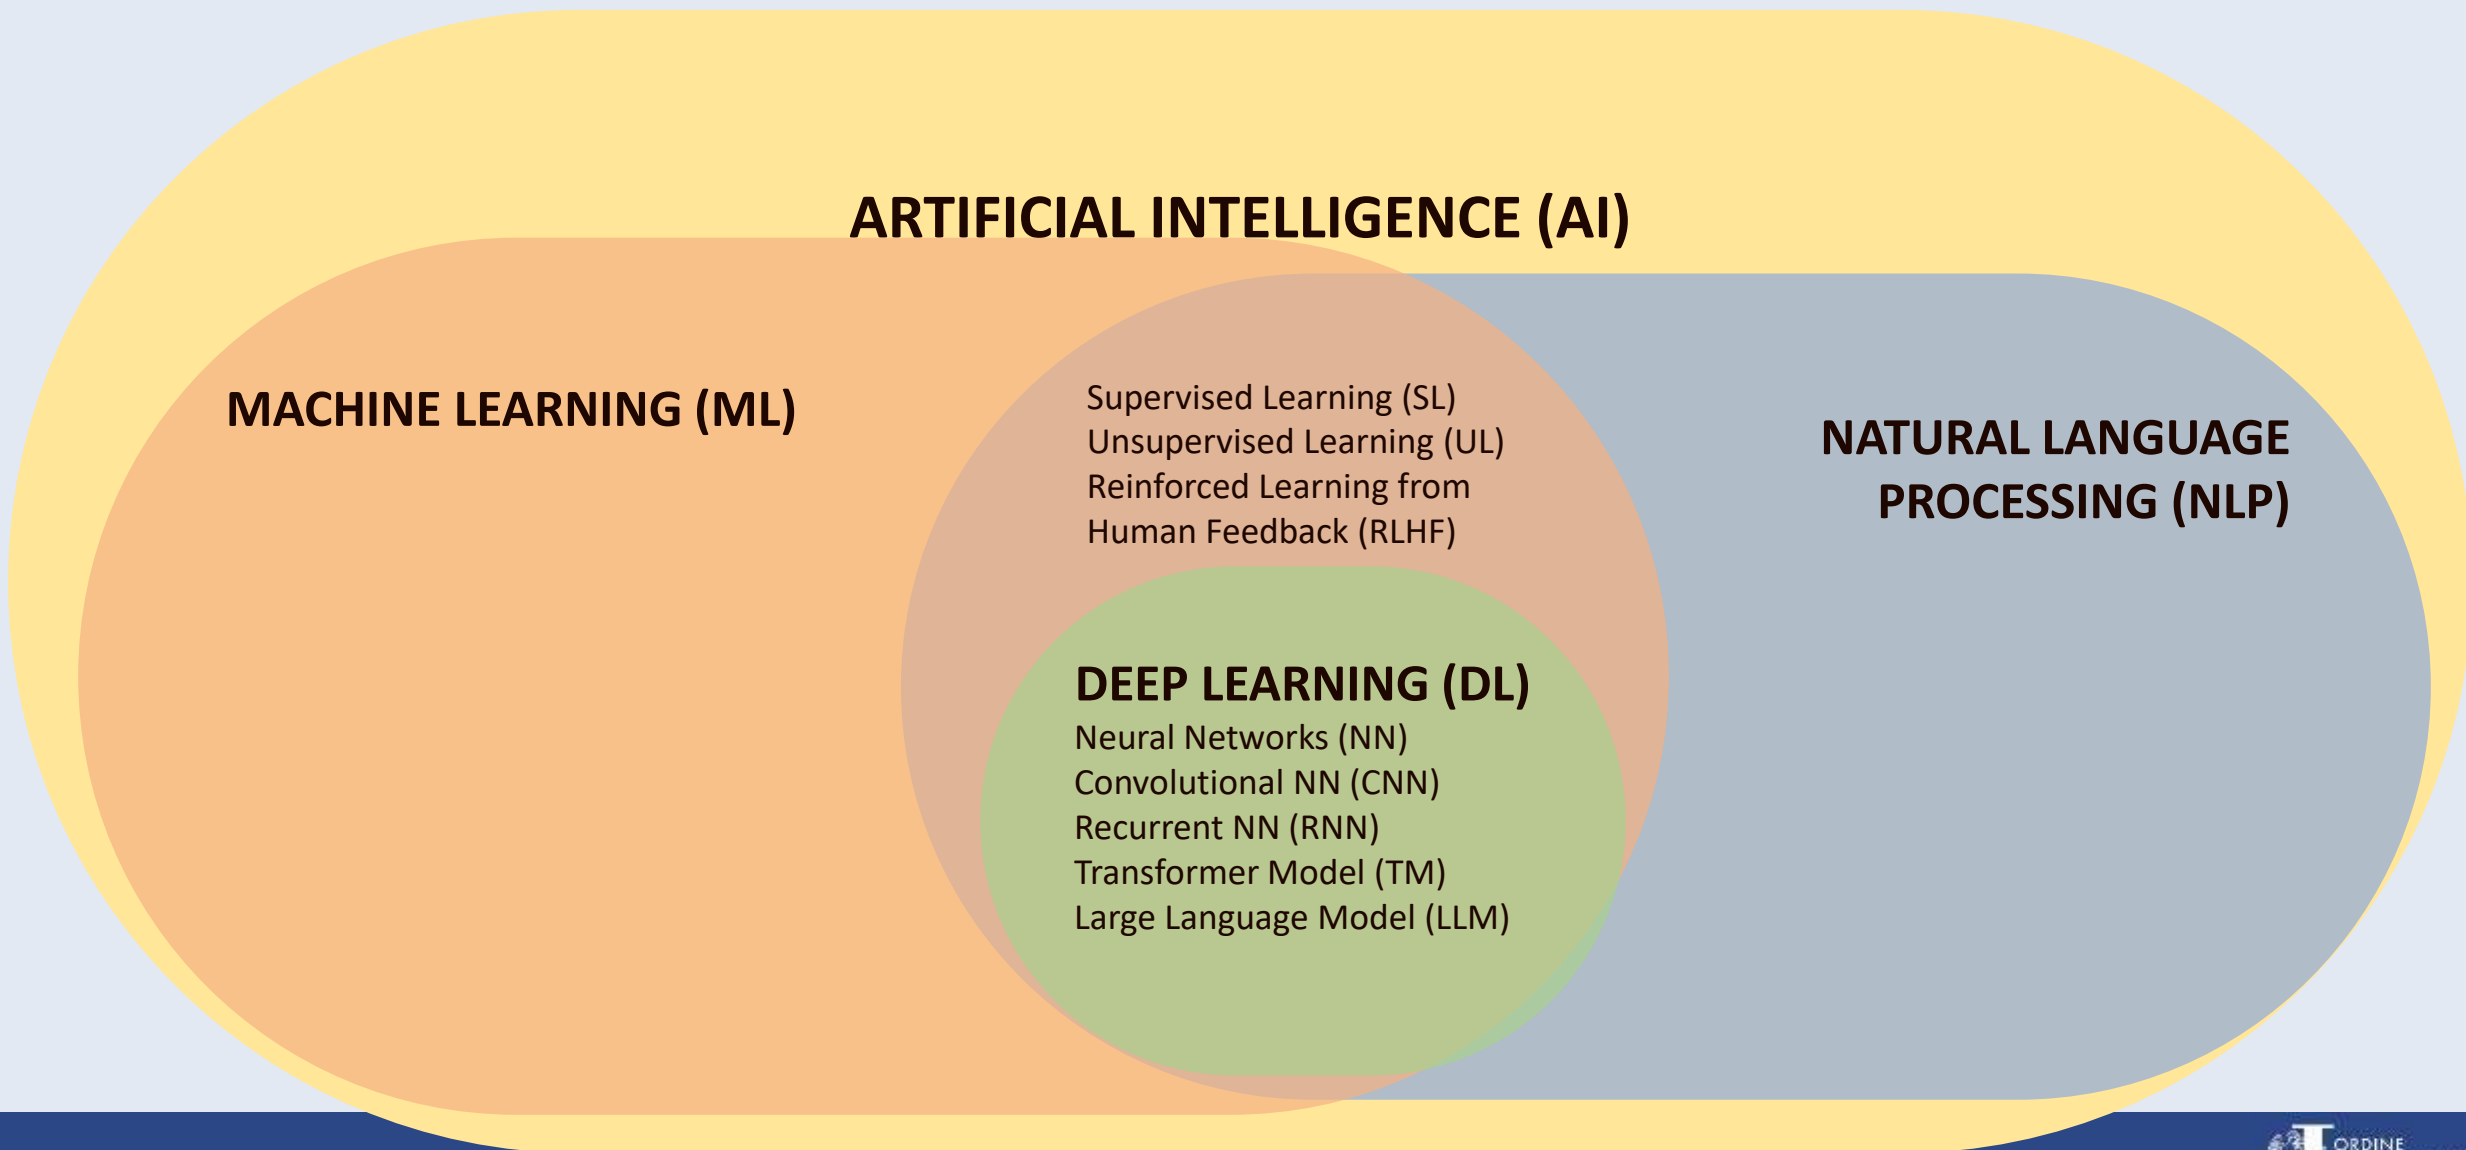 ARTIFICIAL INTELLIGENCE (AI)
MACHINE LEARNING (ML)
Supervised Learning (SL)
Unsupervised Learning (UL)
Reinforced Learning from
Human Feedback (RLHF)
NATURAL LANGUAGE
PROCESSING (NLP)
DEEP LEARNING (DL)
Neural Networks (NN)
Convolutional NN (CNN)
Recurrent NN (RNN)
Transformer Model (TM)
Large Language Model (LLM)
ORDINE